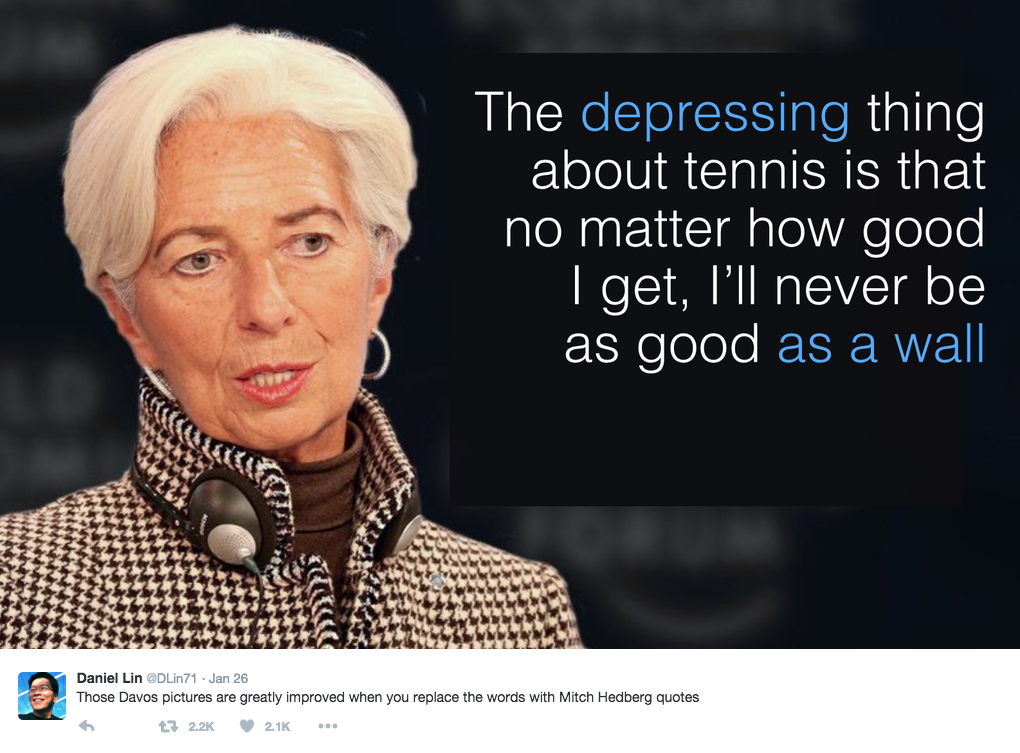 The depressing thing
about tennis is that
no matter how good
I get, I’ll never be
as good as a wall
ECONOMIC
FORUM
Daniel Lin @DLin71 · Jan 26
Those Davos pictures are greatly improved when you replace the words with Mitch Hedberg quotes
2.2K 2.1K